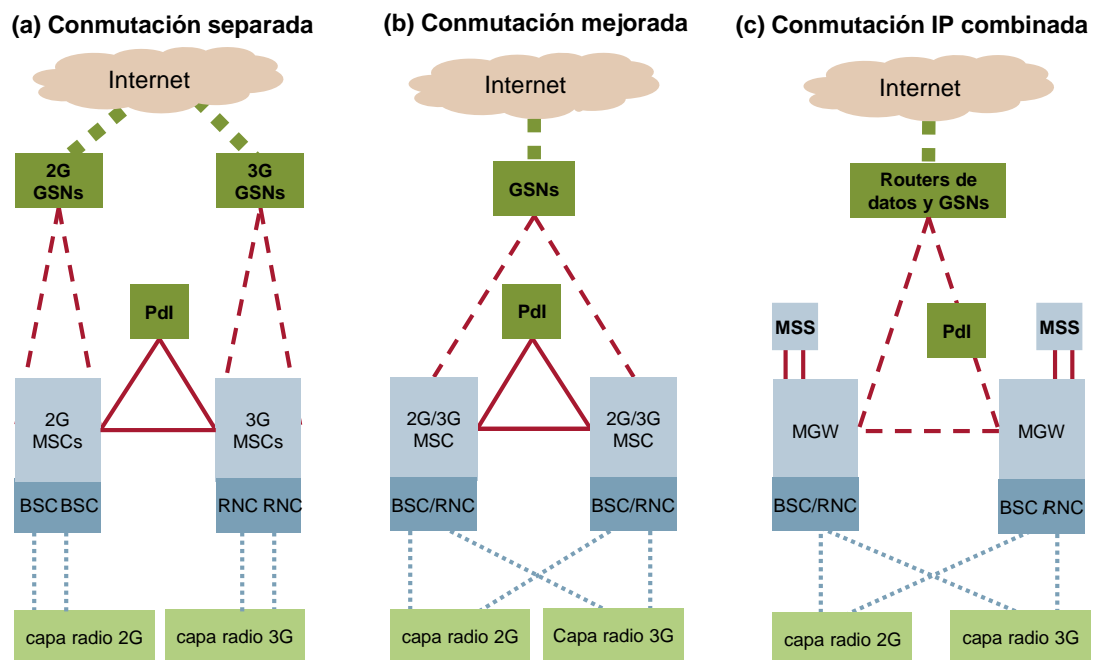 (a) Conmutación separada
Internet
2G
GSNs
3G
GSNs
PdI
2G
MSCs
3G
MSCs
BSC BSC
RNC RNC
capa radio 2G
capa radio 3G
(b) Conmutación mejorada
Internet
GSNs
PdI
2G/3G
MSC
2G/3G
MSC
BSC/RNC
BSC/RNC
capa radio 2G
Capa radio 3G
(c) Conmutación IP combinada
Internet
Routers de
datos y GSNs
MSS
PdI
MSS
MGW
MGW
BSC/RNC
BSC/RNC
capa radio 2G
capa radio 3G